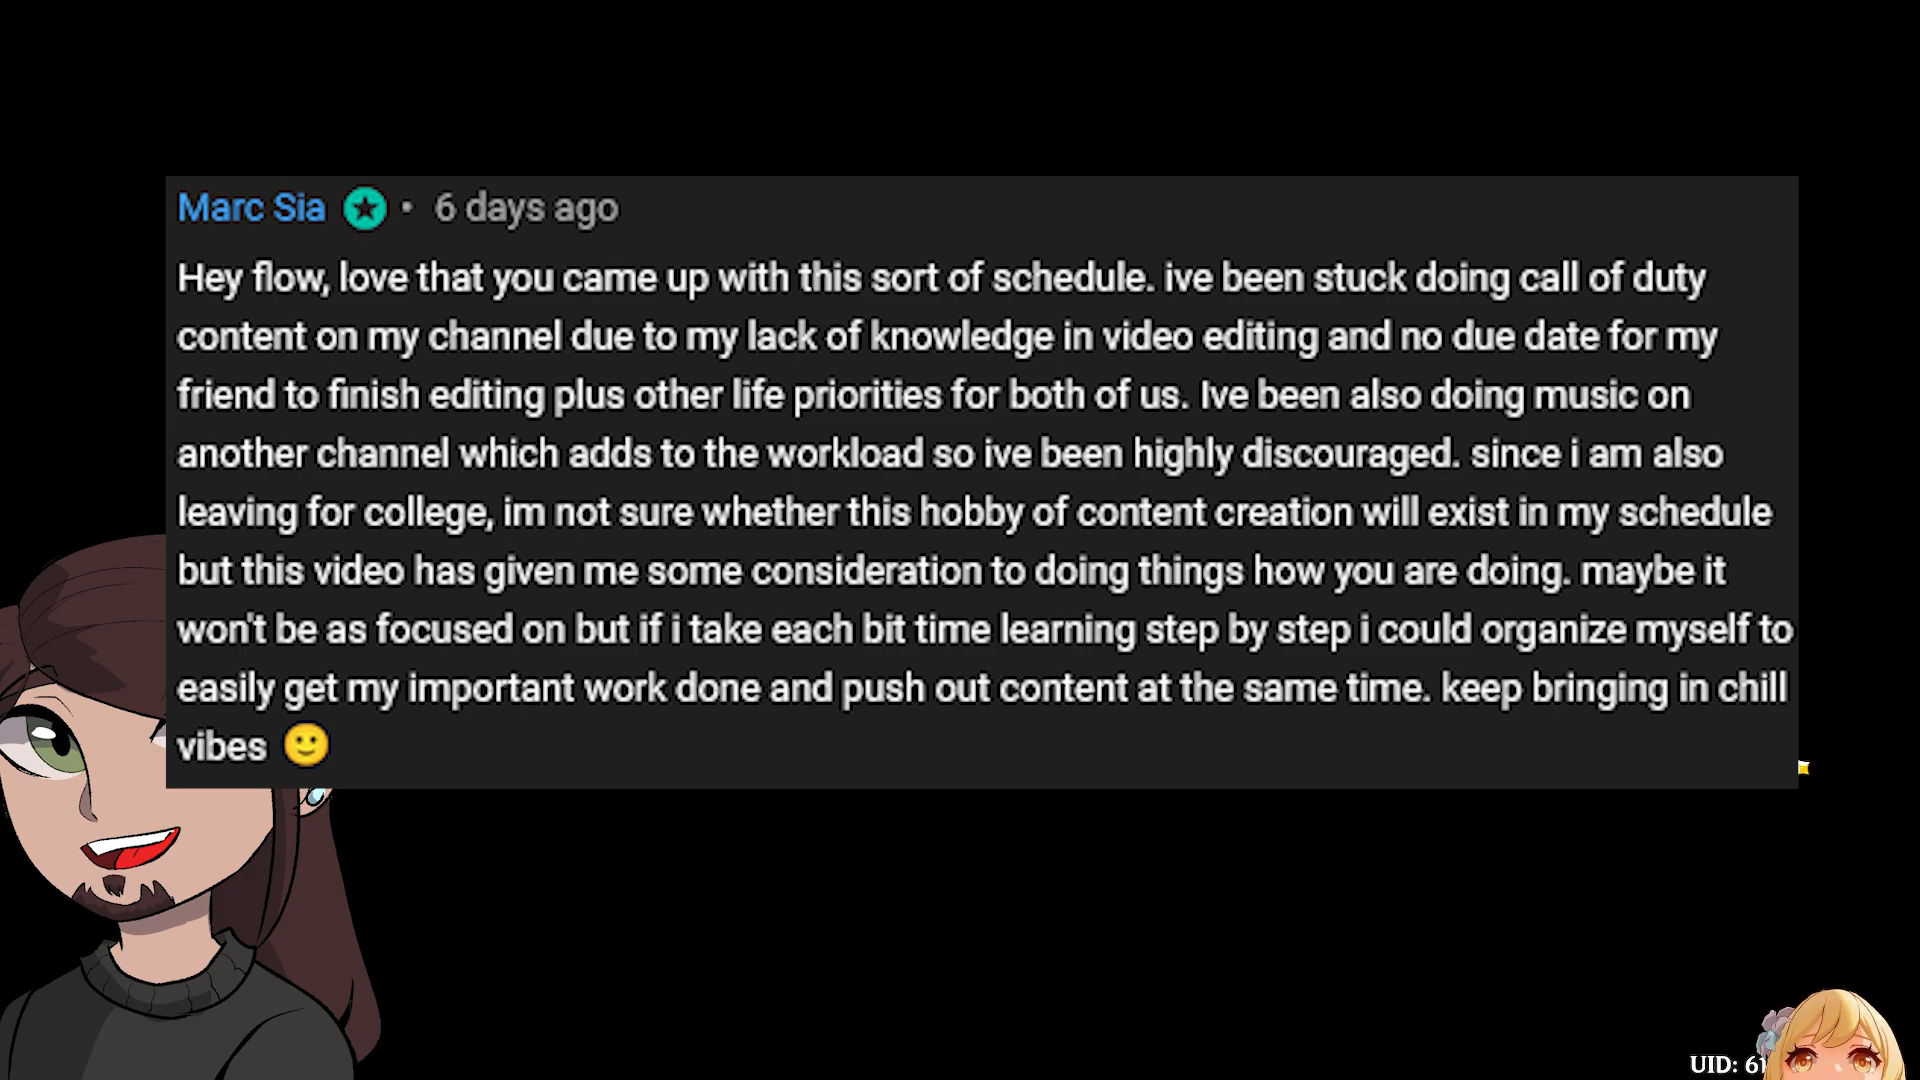 Marc Sia • 6 days ago
Hey flow, love that you came up with this sort of schedule. ive been stuck doing call of duty
content on my channel due to my lack of knowledge in video editing and no due date for my
friend to finish editing plus other life priorities for both of us. Ive been also doing music on
another channel which adds to the workload so ive been highly discouraged. since i am also
leaving for college, im not sure whether this hobby of content creation will exist in my schedule
but this video has given me some consideration to doing things how you are doing. maybe it
won't be as focused on but if i take each bit time learning step by step i could organize myself to
easily get my important work done and push out content at the same time. keep bringing in chill
vibes 🙂
UID: